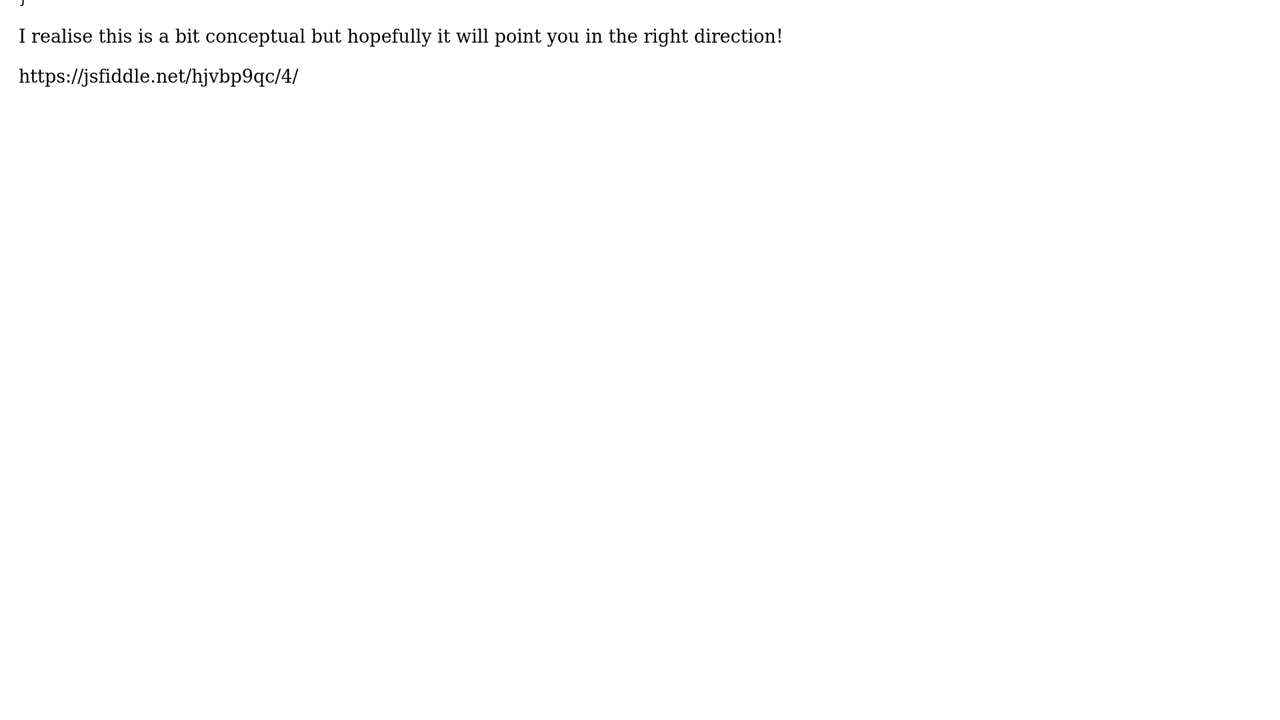 }
I realise this is a bit conceptual but hopefully it will point you in the right direction!
https://jsfiddle.net/hjvbp9qc/4/